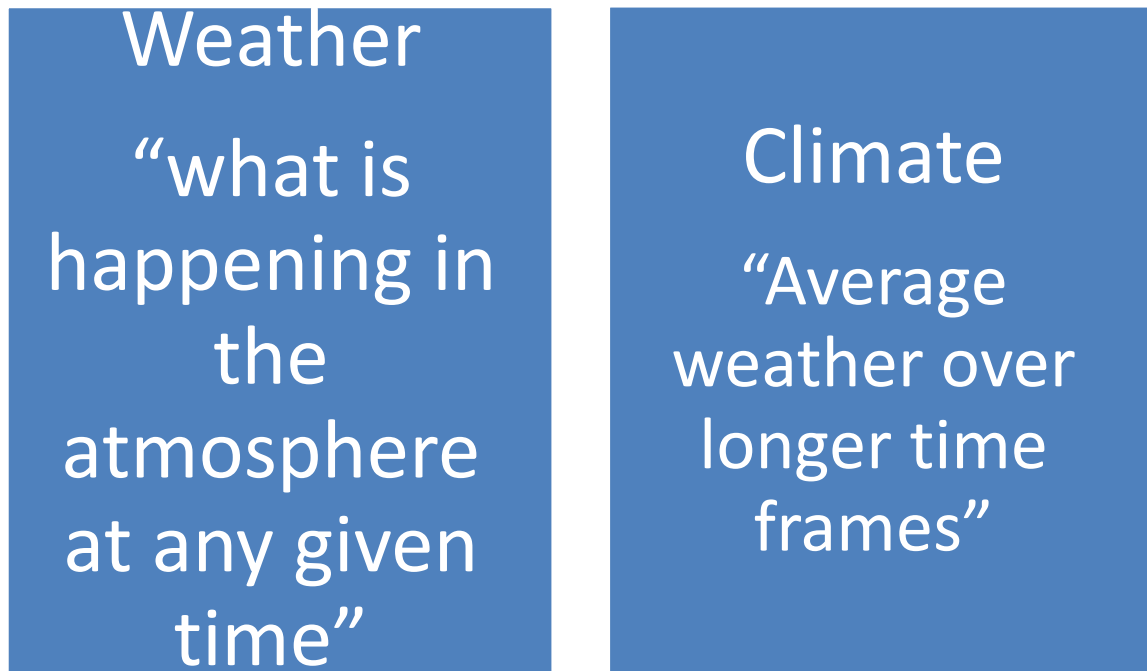 Weather
“what is
happening in
the
atmosphere
at any given
time”
Climate
“Average
weather over
longer time
frames”